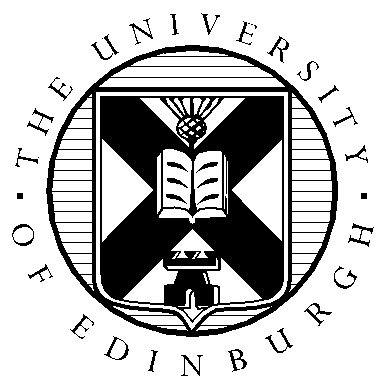 THE UNIVERSITY
OF EDINBURGH